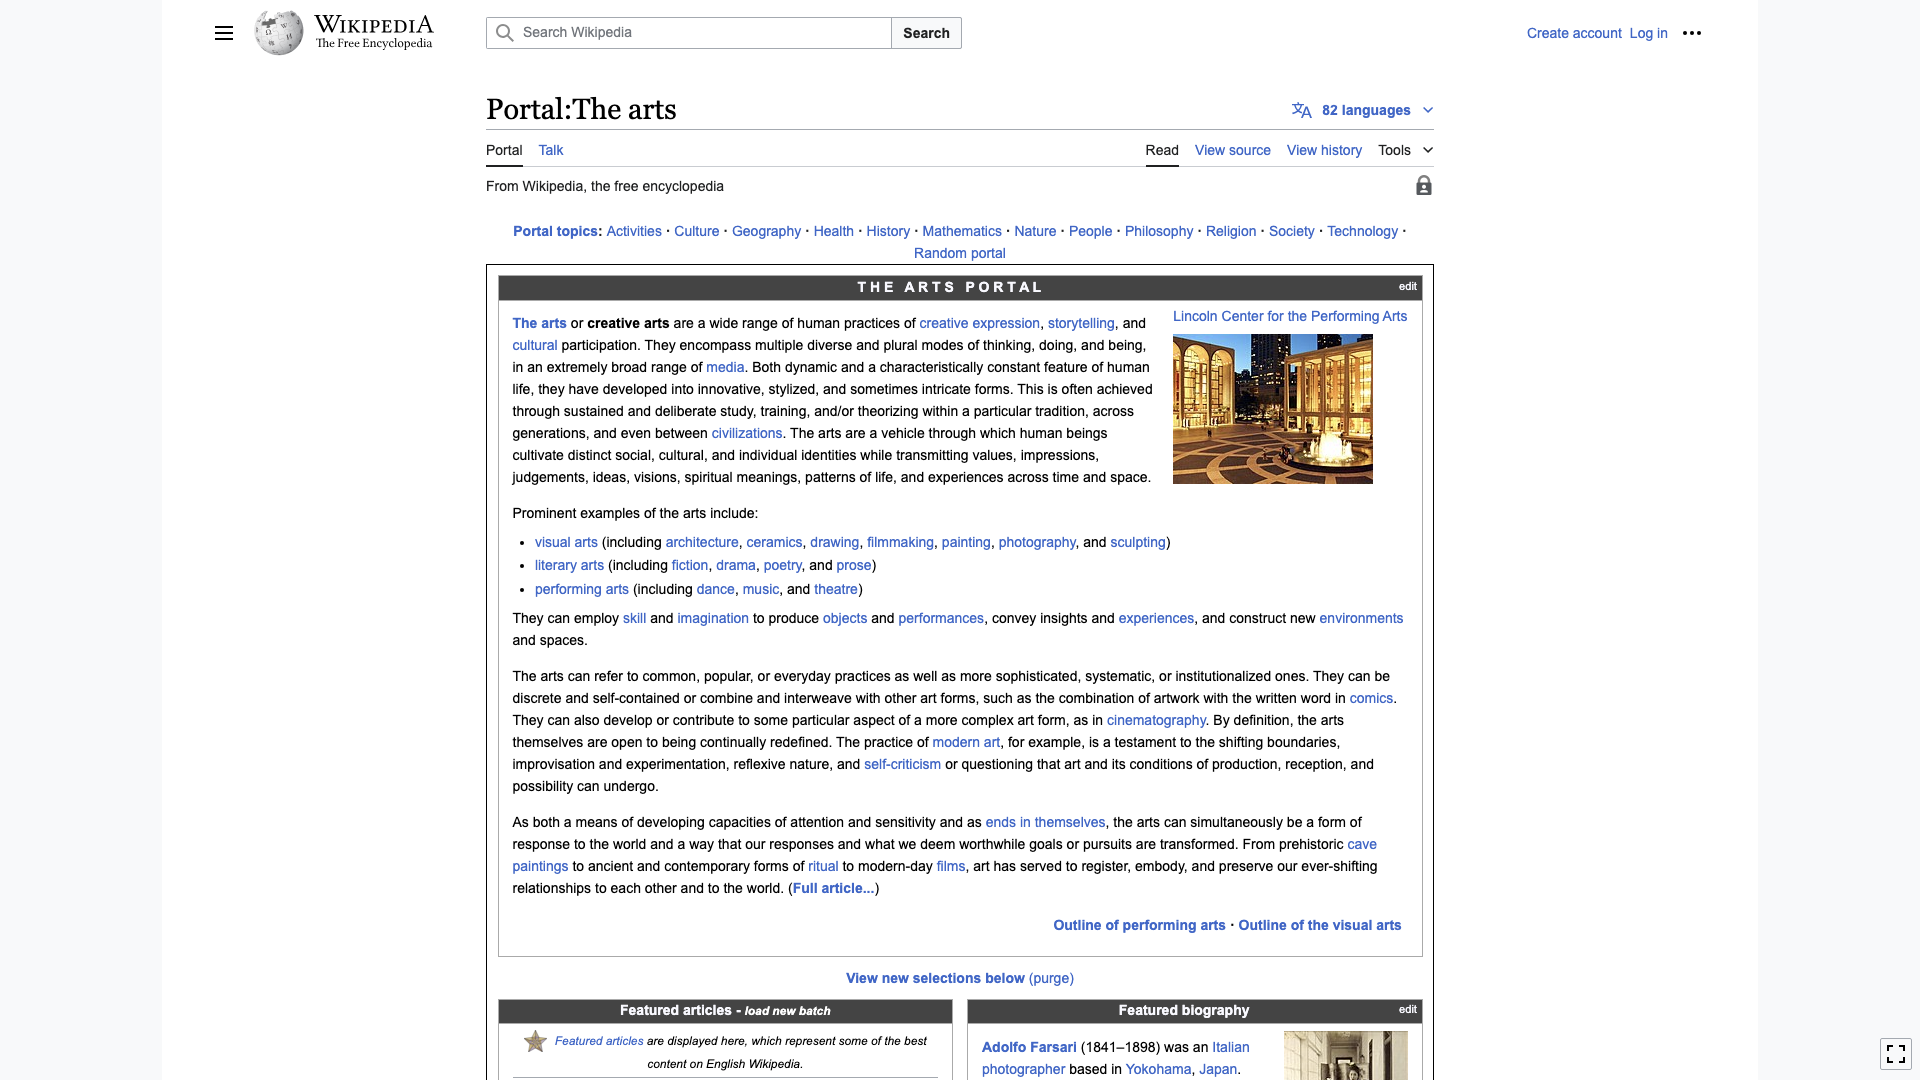 WIKIPEDIA
The Free Encyclopedia
Search Wikipedia
Search
Create account Log in
Portal:The arts
82 languages
Portal Talk
Read View source View history Tools
From Wikipedia, the free encyclopedia
Portal topics: Activities · Culture · Geography · Health · History · Mathematics · Nature · People · Philosophy · Religion · Society · Technology ·
Random portal
THE ARTS PORTAL
edit
The arts or creative arts are a wide range of human practices of creative expression, storytelling, and
cultural participation. They encompass multiple diverse and plural modes of thinking, doing, and being,
in an extremely broad range of media. Both dynamic and a characteristically constant feature of human
life, they have developed into innovative, stylized, and sometimes intricate forms. This is often achieved
through sustained and deliberate study, training, and/or theorizing within a particular tradition, across
generations, and even between civilizations. The arts are a vehicle through which human beings
cultivate distinct social, cultural, and individual identities while transmitting values, impressions,
judgements, ideas, visions, spiritual meanings, patterns of life, and experiences across time and space.
Lincoln Center for the Performing Arts
Prominent examples of the arts include:
• visual arts (including architecture, ceramics, drawing, filmmaking, painting, photography, and sculpting)
• literary arts (including fiction, drama, poetry, and prose)
• performing arts (including dance, music, and theatre)
They can employ skill and imagination to produce objects and performances, convey insights and experiences, and construct new environments
and spaces.
The arts can refer to common, popular, or everyday practices as well as more sophisticated, systematic, or institutionalized ones. They can be
discrete and self-contained or combine and interweave with other art forms, such as the combination of artwork with the written word in comics.
They can also develop or contribute to some particular aspect of a more complex art form, as in cinematography. By definition, the arts
themselves are open to being continually redefined. The practice of modern art, for example, is a testament to the shifting boundaries,
improvisation and experimentation, reflexive nature, and self-criticism or questioning that art and its conditions of production, reception, and
possibility can undergo.
As both a means of developing capacities of attention and sensitivity and as ends in themselves, the arts can simultaneously be a form of
response to the world and a way that our responses and what we deem worthwhile goals or pursuits are transformed. From prehistoric cave
paintings to ancient and contemporary forms of ritual to modern-day films, art has served to register, embody, and preserve our ever-shifting
relationships to each other and to the world. (Full article...)
Outline of performing arts · Outline of the visual arts
View new selections below (purge)
Featured articles - load new batch
Featured articles are displayed here, which represent some of the best
content on English Wikipedia.
Featured biography
edit
Adolfo Farsari (1841–1898) was an Italian
photographer based in Yokohama, Japan.